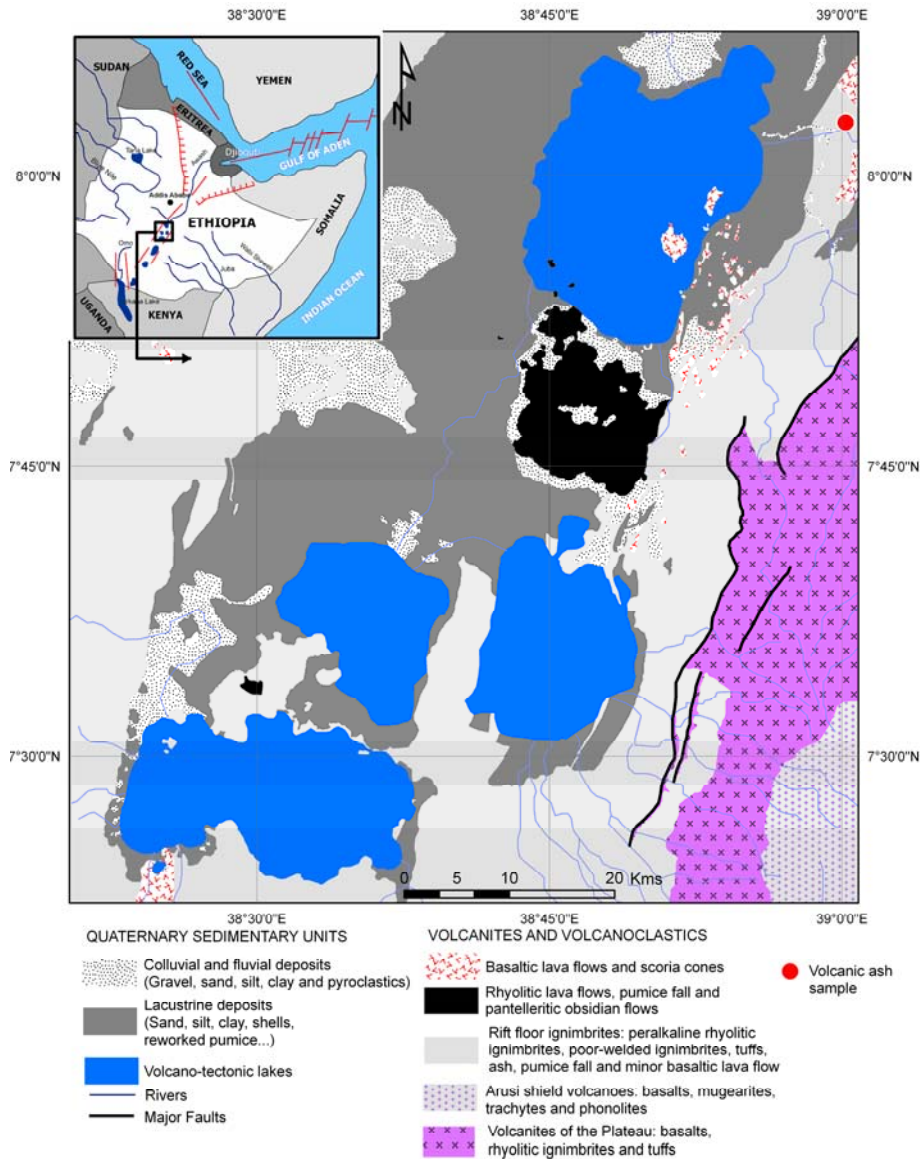 38°30'0"E 38°45'0"E 39°0'0"E
SUDAN
RED SEA
YEMEN
ERITREA
Tana Lake
Blue Nile
Djibouti
GULF OF ADEN
Awash
Addis Ababa
ETHIOPIA
SOMALIA
Omo
Wabi Shebeli
Juba
INDIAN OCEAN
UGANDA
KENYA
N
8°0'0"N 8°0'0"N
7°45'0"N 7°45'0"N
7°30'0"N 7°30'0"N
0 5 10 20 Kms
38°30'0"E 38°45'0"E 39°0'0"E
QUATERNARY SEDIMENTARY UNITS
Colluvial and fluvial deposits
(Gravel, sand, silt, clay and pyroclastics)
Lacustrine deposits
(Sand, silt, clay, shells,
reworked pumice...)
Volcano-tectonic lakes
Rivers
Major Faults
VOLCANITES AND VOLCANOCLASTICS
Basaltic lava flows and scoria cones
Rhyolitic lava flows, pumice fall and
pantelleritic obsidian flows
Rift floor ignimbrites: peralkaline rhyolitic
ignimbrites, poor-welded ignimbrites, tuffs,
ash, pumice fall and minor basaltic lava flow
Arusi shield volcanoes: basalts, mugearites,
trachytes and phonolites
Volcanites of the Plateau: basalts,
rhyolitic ignimbrites and tuffs
Volcanic ash
sample